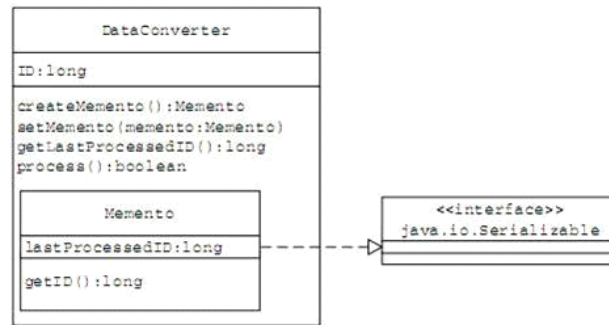 DataConverter
ID:long
createMemento():Memento
setMemento(memento:Memento)
getLastProcessedID():long
process():boolean
Memento
lastProcessedID:long
getID():long
<<interface>>
java.io.Serializable